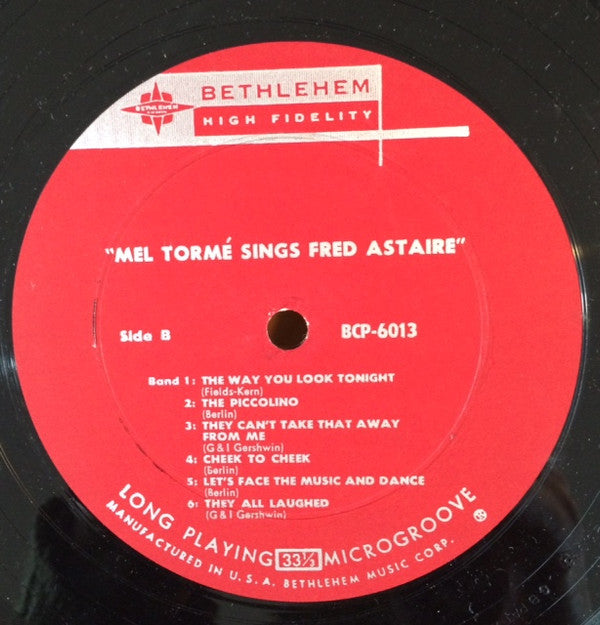 BETHLEHEM
BETHLEHEM
HIGH FIDELITY
"MEL TORMÉ SINGS FRED ASTAIRE"
Side B BCP-6013
Band 1: THE WAY YOU LOOK TONIGHT
(Fields-Kern)
2: THE PICCOLINO
(Berlin)
3: THEY CAN'T TAKE THAT AWAY
FROM ME
(G & I Gershwin)
4: CHEEK TO CHEEK
(Berlin)
5: LET'S FACE THE MUSIC AND DANCE
(Berlin)
6: THEY ALL LAUGHED
(G & I Gershwin)
LONG PLAYING 33⅓ MICROGROOVE
MANUFACTURED IN U. S. A. BETHLEHEM MUSIC CORP.